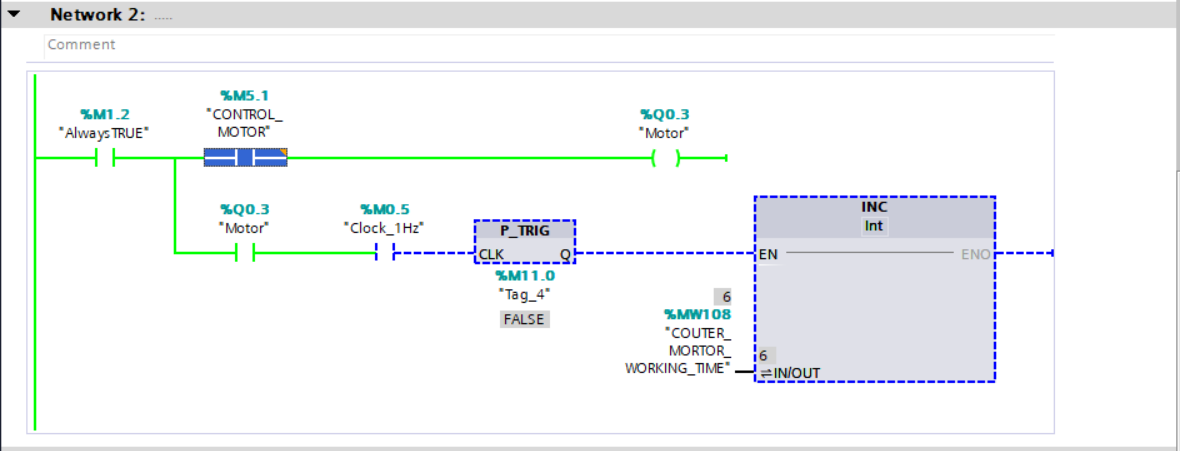 Network 2: .....
Comment
%M1.2
"AlwaysTRUE"
%M5.1
"CONTROL_
MOTOR"
%Q0.3
"Motor"
%Q0.3
"Motor"
%M0.5
"Clock_1Hz"
P_TRIG
CLK Q
%M11.0
"Tag_4"
FALSE
INC
Int
EN ENO
6
%MW108
"COUTER_
MORTOR_
WORKING_TIME"
6
IN/OUT